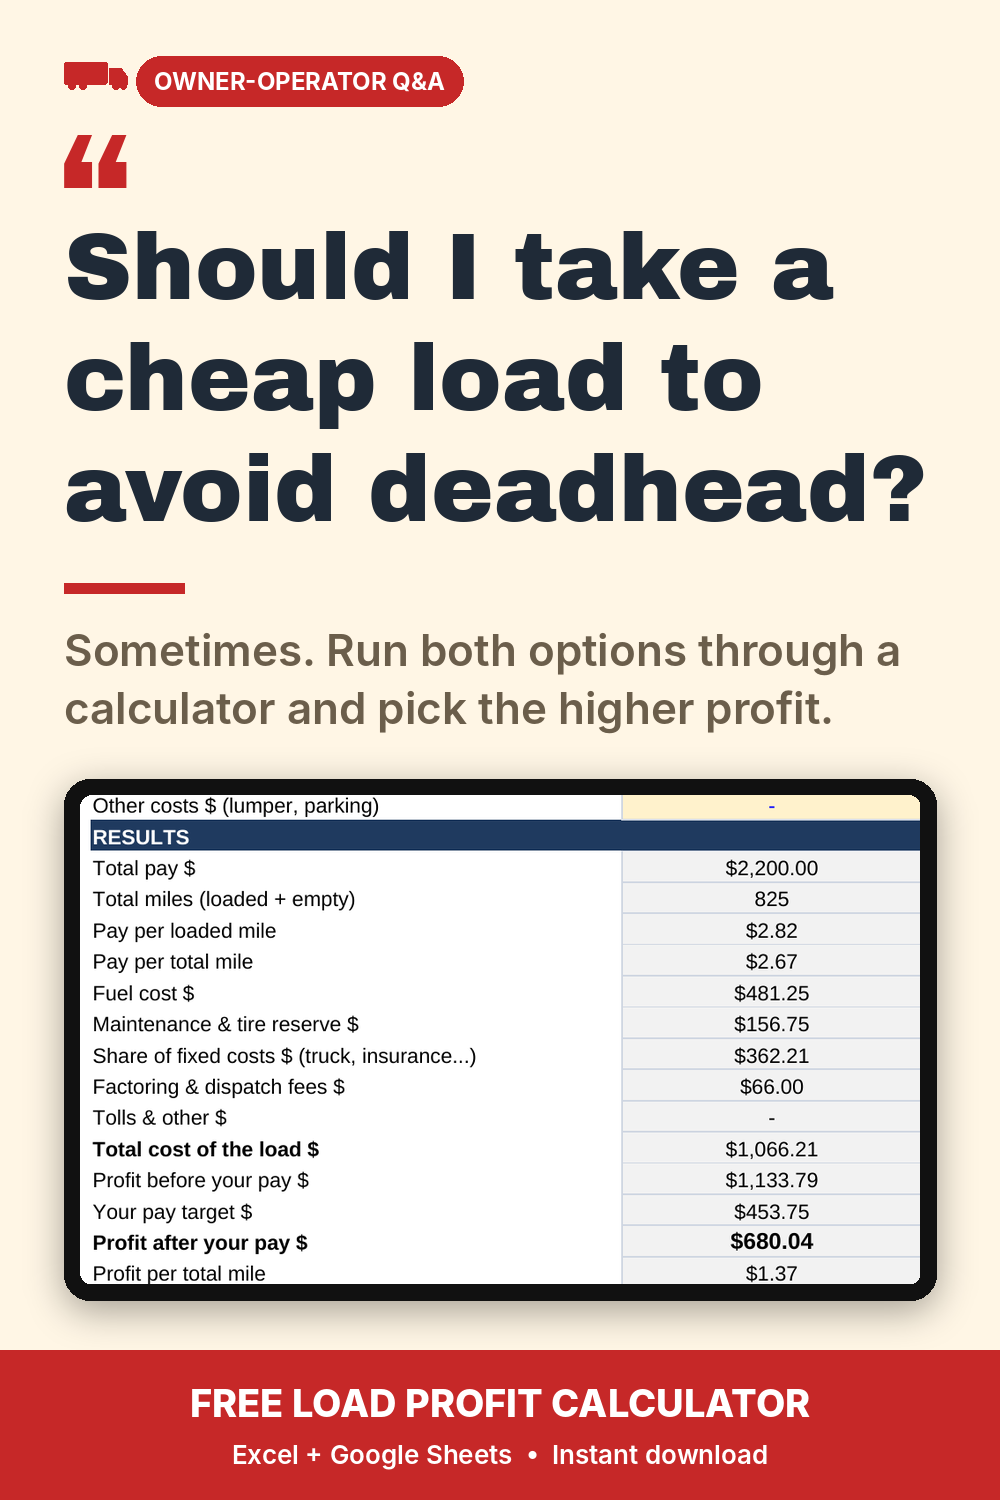 OWNER-OPERATOR Q&A
“
Should I take a
cheap load to
avoid deadhead?
Sometimes. Run both options through a
calculator and pick the higher profit.
Other costs $ (lumper, parking) -
RESULTS
Total pay $ $2,200.00
Total miles (loaded + empty) 825
Pay per loaded mile $2.82
Pay per total mile $2.67
Fuel cost $ $481.25
Maintenance & tire reserve $ $156.75
Share of fixed costs $ (truck, insurance...) $362.21
Factoring & dispatch fees $ $66.00
Tolls & other $ -
Total cost of the load $ $1,066.21
Profit before your pay $ $1,133.79
Your pay target $ $453.75
Profit after your pay $ $680.04
Profit per total mile $1.37
FREE LOAD PROFIT CALCULATOR
Excel + Google Sheets • Instant download